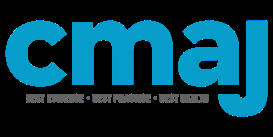 cmaj
BEST EVIDENCE • BEST PRACTICE • BEST HEALTH